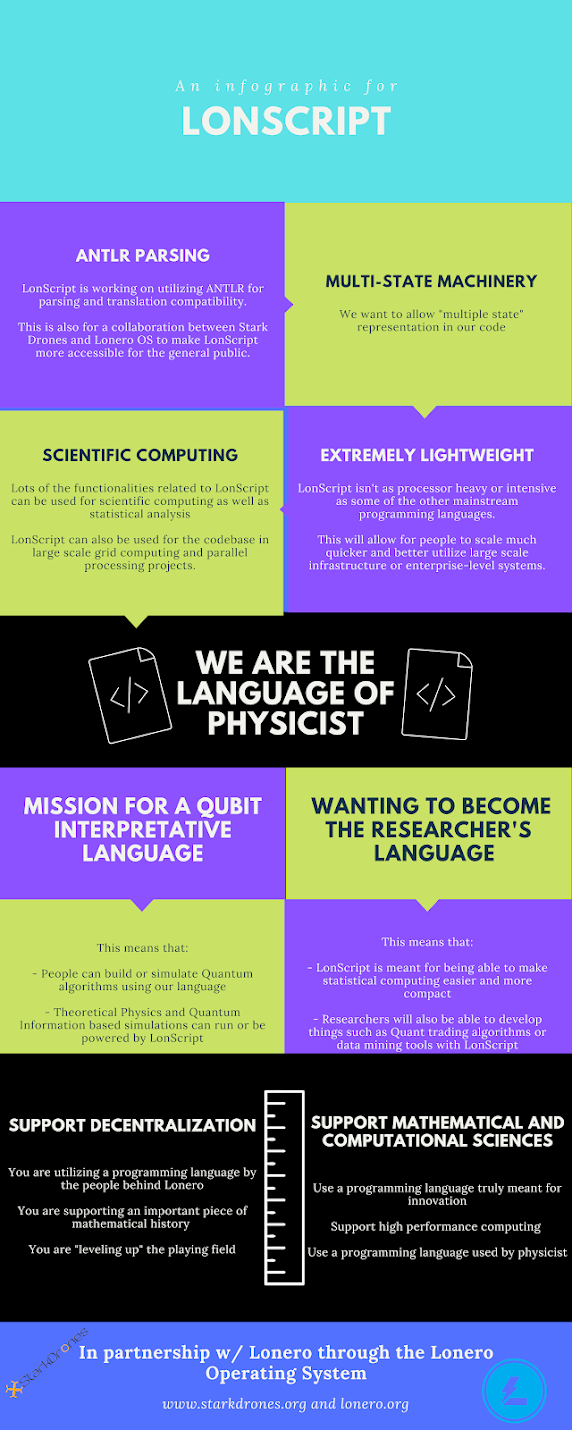 An infographic for
LONSCRIPT
ANTLR PARSING
LonScript is working on utilizing ANTLR for
parsing and translation compatibility.
This is also for a collaboration between Stark
Drones and Lonero OS to make LonScript
more accessible for the general public.
MULTI-STATE MACHINERY
We want to allow "multiple state"
representation in our code
SCIENTIFIC COMPUTING
Lots of the functionalities related to LonScript
can be used for scientific computing as well as
statistical analysis
LonScript can also be used for the codebase in
large scale grid computing and parallel
processing projects.
EXTREMELY LIGHTWEIGHT
LonScript isn't as processor heavy or intensive
as some of the other mainstream
programming languages.
This will allow for people to scale much
quicker and better utilize large scale
infrastructure or enterprise-level systems.
</>
WE ARE THE
LANGUAGE OF
PHYSICIST
</>
MISSION FOR A QUBIT
INTERPRETATIVE
LANGUAGE
WANTING TO BECOME
THE RESEARCHER'S
LANGUAGE
This means that:
- People can build or simulate Quantum
algorithms using our language
- Theoretical Physics and Quantum
Information based simulations can run or be
powered by LonScript
This means that:
- LonScript is meant for being able to make
statistical computing easier and more
compact
- Researchers will also be able to develop
things such as Quant trading algorithms or
data mining tools with LonScript
SUPPORT DECENTRALIZATION
You are utilizing a programming language by
the people behind Lonero
You are supporting an important piece of
mathematical history
You are "leveling up" the playing field
SUPPORT MATHEMATICAL AND
COMPUTATIONAL SCIENCES
Use a programming language truly meant for
innovation
Support high performance computing
Use a programming language used by physicist
StarkDrones
In partnership w/ Lonero through the Lonero
Operating System
www.starkdrones.org and lonero.org